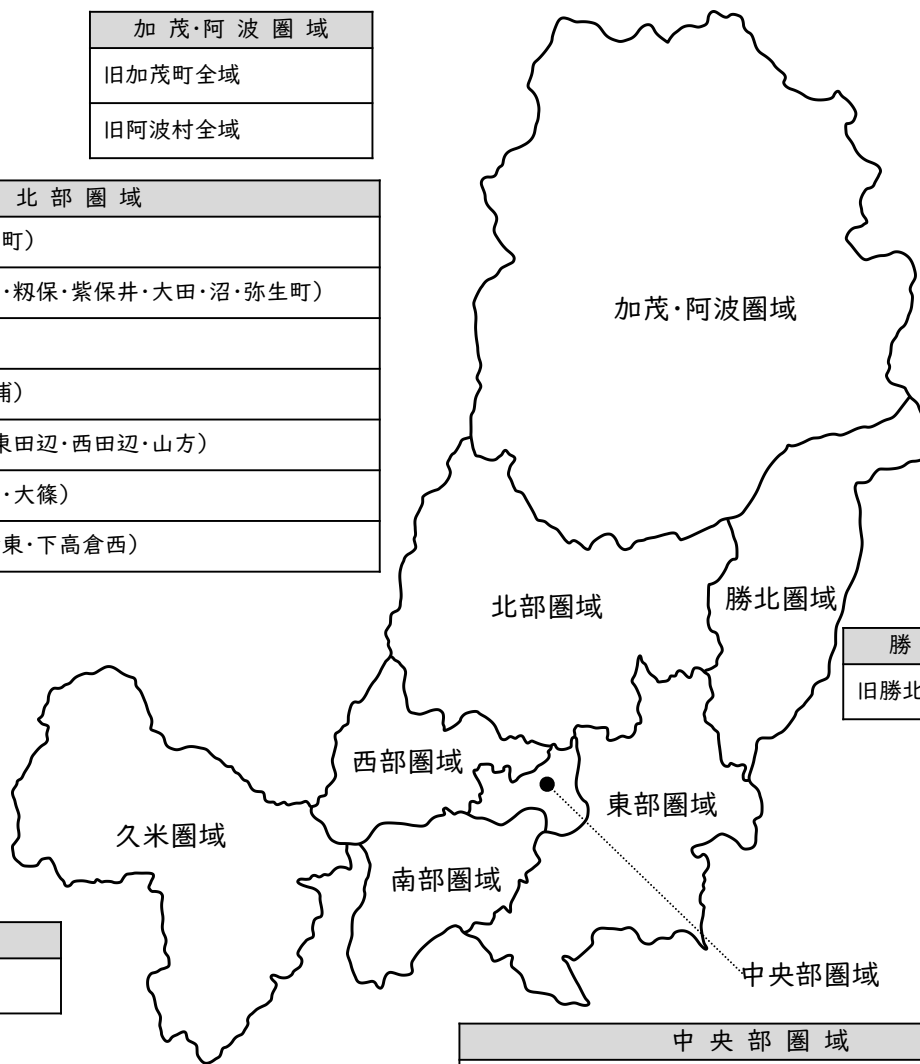 加茂・阿波圏域
旧加茂町全域
旧阿波村全域
北部圏域
町）
・籾保・紫保井・大田・沼・弥生町）
浦）
東田辺・西田辺・山方）
・大篠）
東・下高倉西）
加茂・阿波圏域
北部圏域
勝北圏域
勝
旧勝北
西部圏域
東部圏域
久米圏域
南部圏域
中央部圏域
中央部圏域